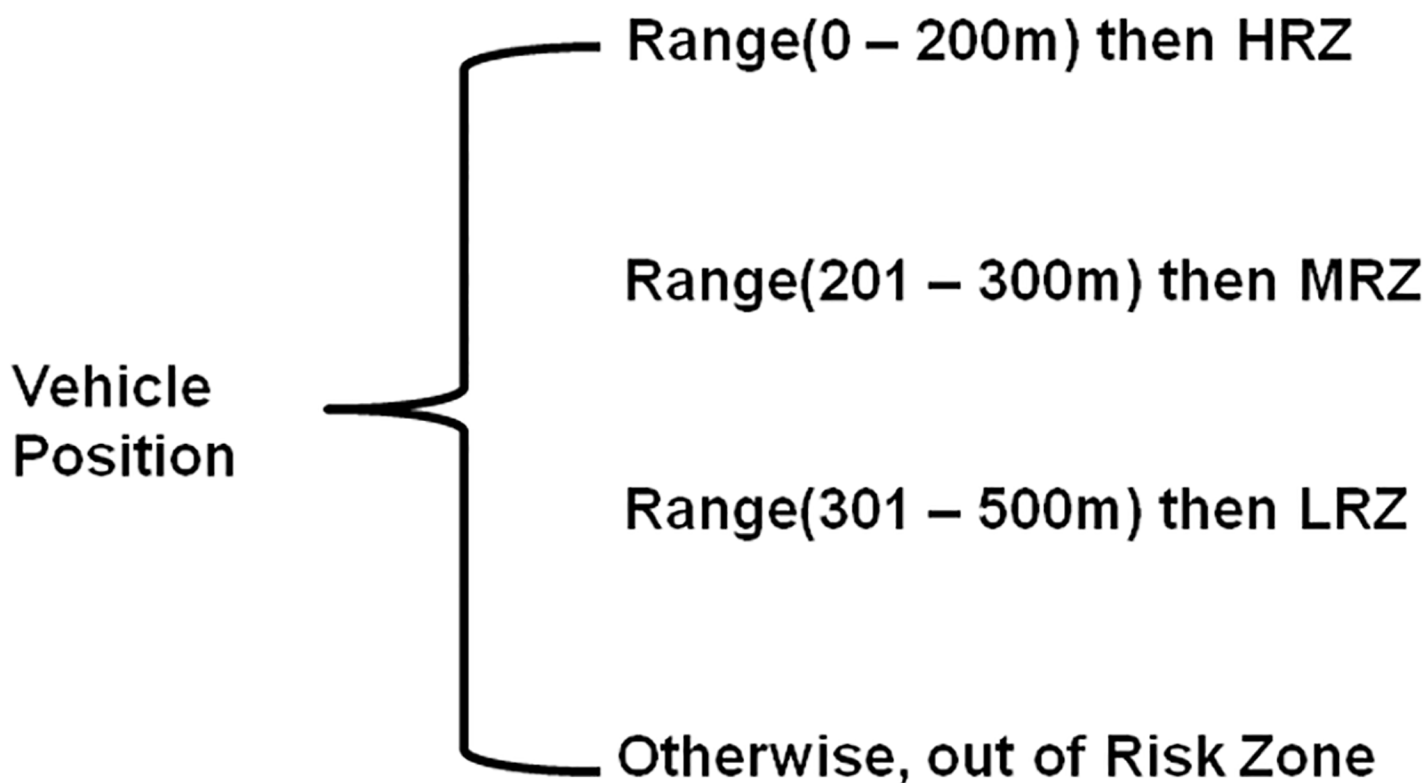 Range(0 – 200m) then HRZ
Range(201 – 300m) then MRZ
Vehicle
Position
Range(301 – 500m) then LRZ
Otherwise, out of Risk Zone